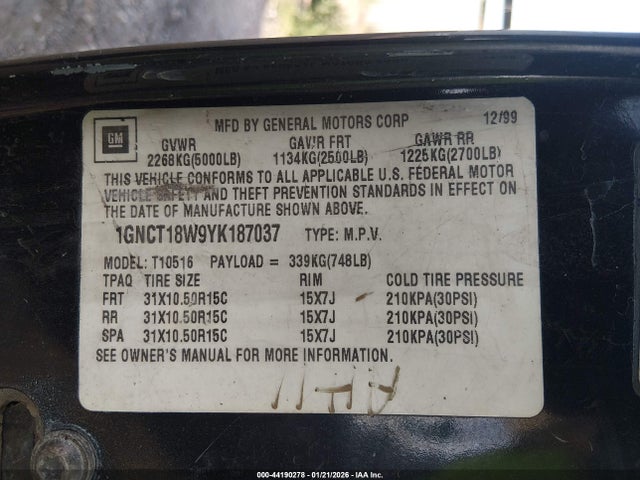 MFD BY GENERAL MOTORS CORP 12/99
GM
GVWR GAWR FRT GAWR RR
2268KG(5000LB) 1134KG(2500LB) 1225KG(2700LB)
THIS VEHICLE CONFORMS TO ALL APPLICABLE U.S. FEDERAL MOTOR
VEHICLE SAFETY AND THEFT PREVENTION STANDARDS IN EFFECT ON
THE DATE OF MANUFACTURE SHOWN ABOVE.
1GNCT18W9YK187037 TYPE: M.P.V.
MODEL: T10516 PAYLOAD = 339KG(748LB)
TPAQ TIRE SIZE RIM COLD TIRE PRESSURE
FRT 31X10.50R15C 15X7J 210KPA(30PSI)
RR 31X10.50R15C 15X7J 210KPA(30PSI)
SPA 31X10.50R15C 15X7J 210KPA(30PSI)
SEE OWNER'S MANUAL FOR MORE INFORMATION.
000-44190278 - 01/21/2026 - IAA Inc.